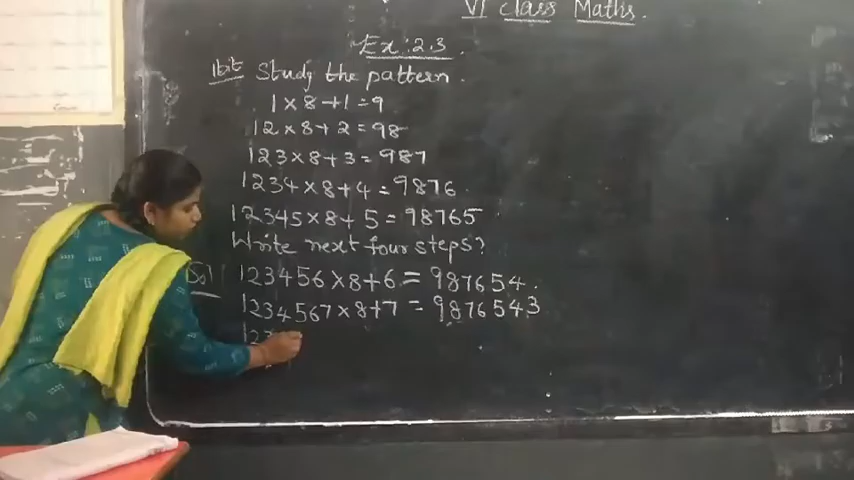 VI class Maths.
Ex:2.3.
1bit Study the pattern.
1×8+1=9
12×8+2=98
123×8+3=987
1234×8+4=9876.
12345×8+5=98765
Write next four steps?
Sol 123456×8+6=987654.
1234567×8+7=9876543
123